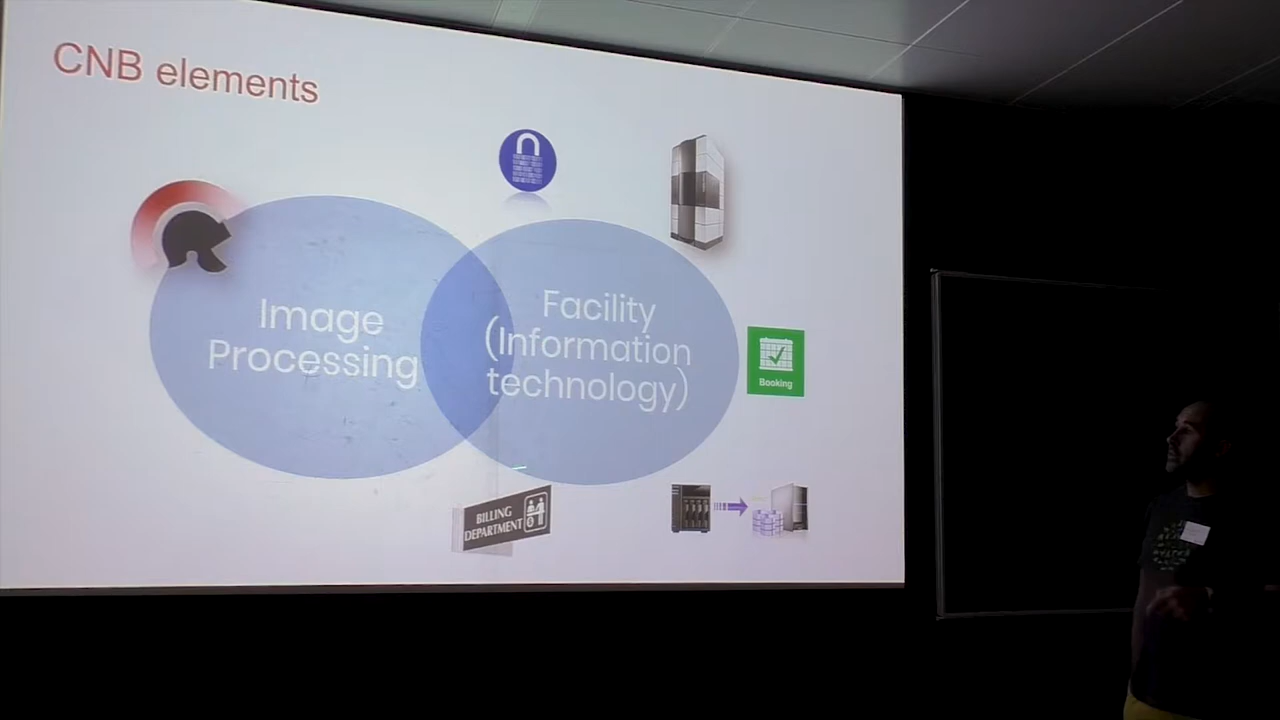 CNB elements
Image
Processing
Facility
(Information
technology)
Booking
BILLING
DEPARTMENT